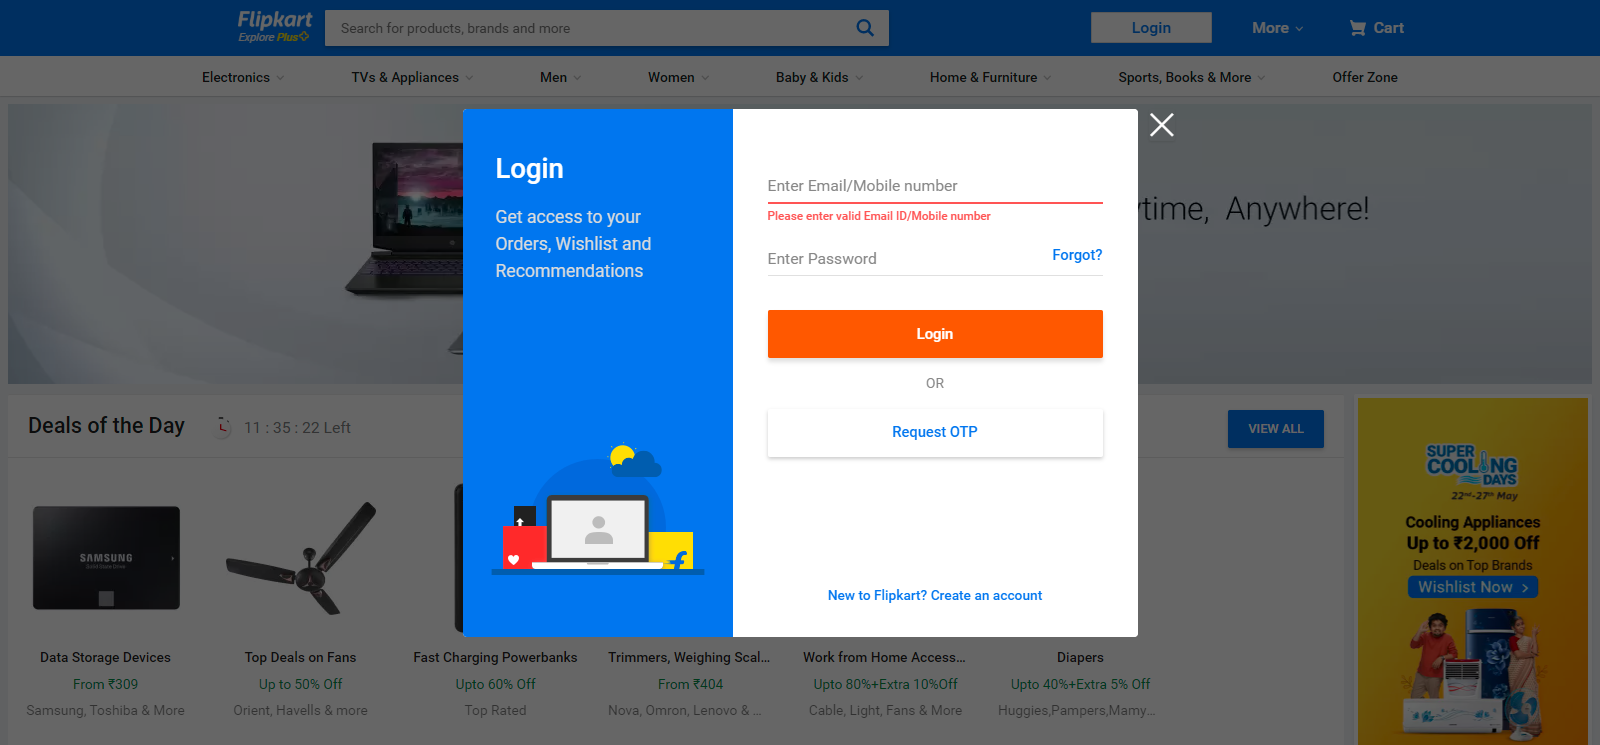 Flipkart
Explore Plus
Search for products, brands and more
Login
More
Cart
Electronics
TVs & Appliances
Men
Women
Baby & Kids
Home & Furniture
Sports, Books & More
Offer Zone
Login
Get access to your
Orders, Wishlist and
Recommendations
Enter Email/Mobile number
Please enter valid Email ID/Mobile number
Enter Password
Forgot?
Login
OR
Request OTP
New to Flipkart? Create an account
Anywhere!
Deals of the Day
11 : 35 : 22 Left
VIEW ALL
SAMSUNG
Solid State Drive
Data Storage Devices
From ₹309
Samsung, Toshiba & More
Top Deals on Fans
Up to 50% Off
Orient, Havells & more
Fast Charging Powerbanks
Upto 60% Off
Top Rated
Trimmers, Weighing Scal...
From ₹404
Nova, Omron, Lenovo & ...
Work from Home Access...
Upto 80%+Extra 10%Off
Cable, Light, Fans & More
Diapers
Upto 40%+Extra 5% Off
Huggies,Pampers,Mamy...
SUPER
COOLING
DAYS
22nd-27th May
Cooling Appliances
Up to ₹2,000 Off
Deals on Top Brands
Wishlist Now